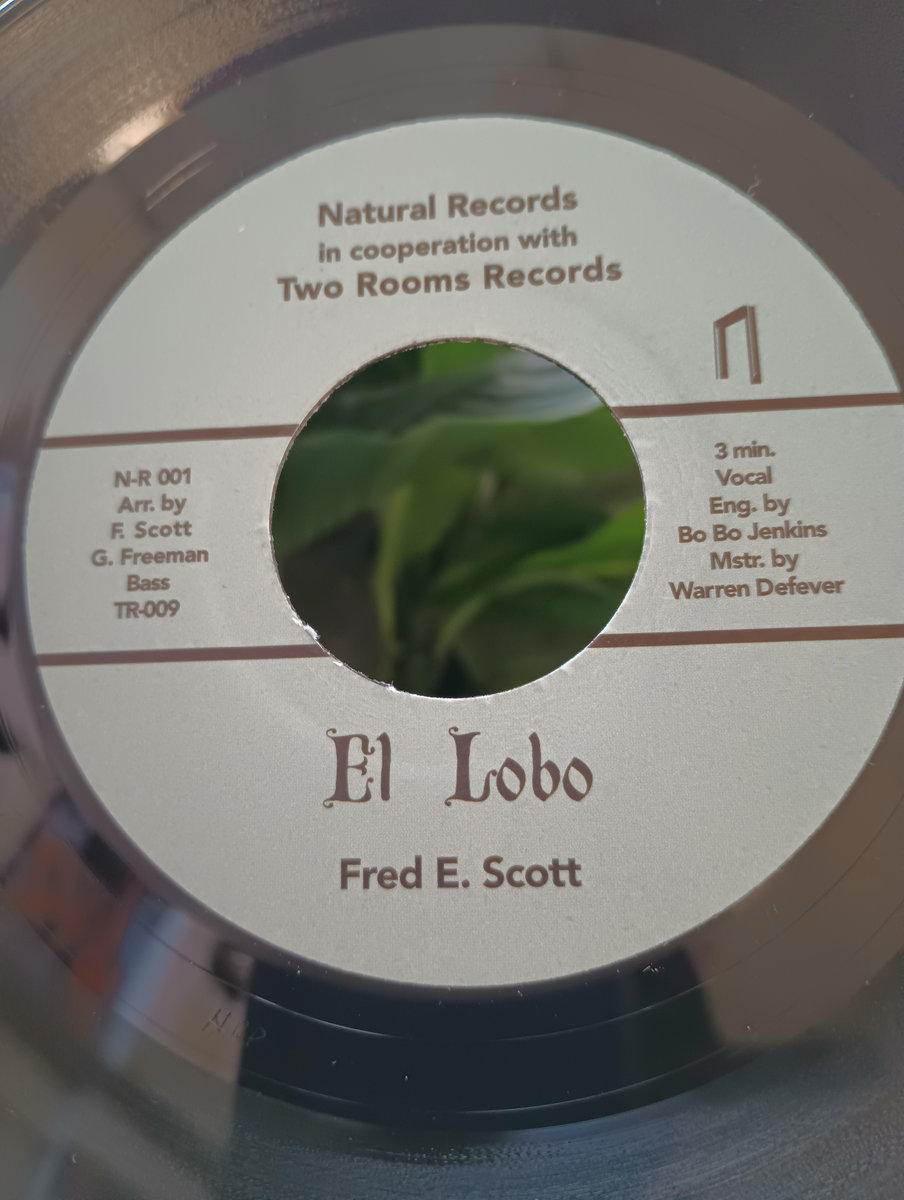 Natural Records
in cooperation with
Two Rooms Records
N-R 001
Arr. by
F. Scott
G. Freeman
Bass
TR-009
3 min.
Vocal
Eng. by
Bo Bo Jenkins
Mstr. by
Warren Defever
El Lobo
Fred E. Scott